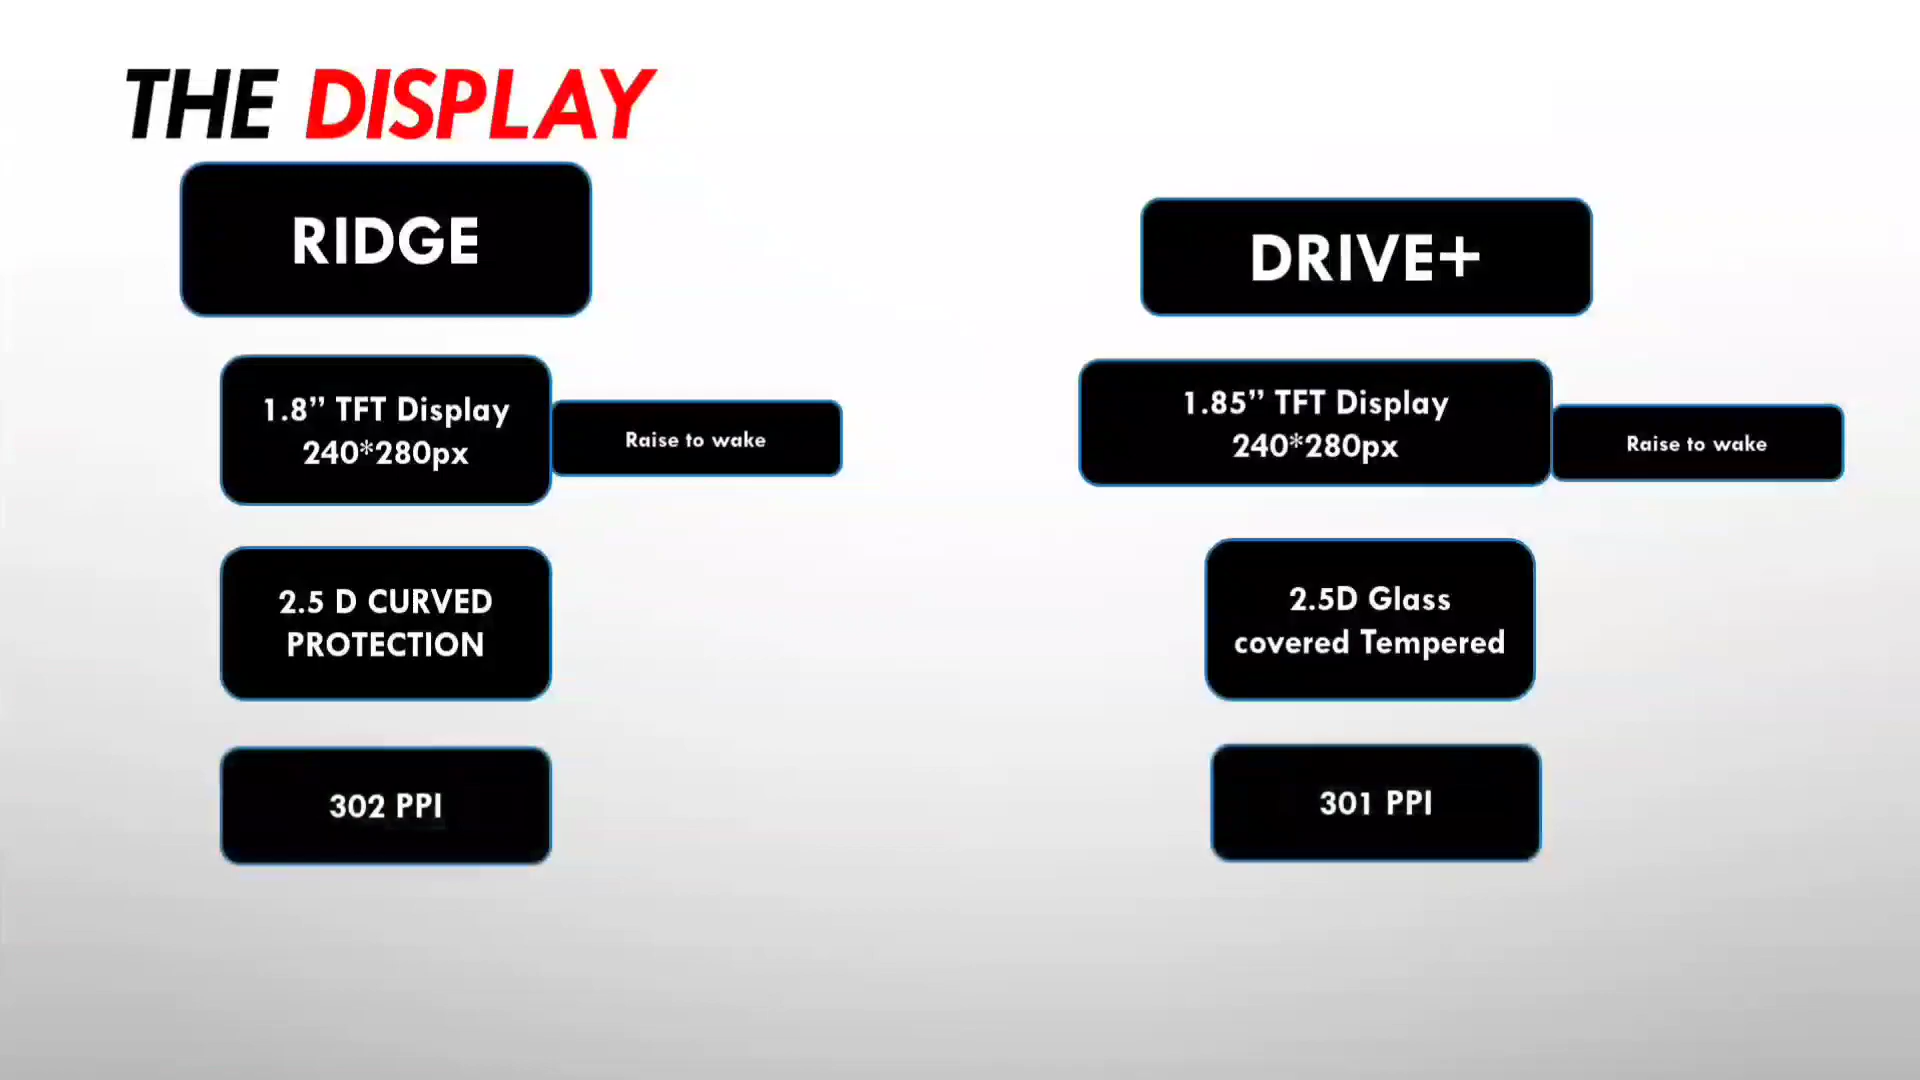 THE DISPLAY
RIDGE
1.8” TFT Display
240*280px
Raise to wake
2.5 D CURVED
PROTECTION
302 PPI
DRIVE+
1.85” TFT Display
240*280px
Raise to wake
2.5D Glass
covered Tempered
301 PPI